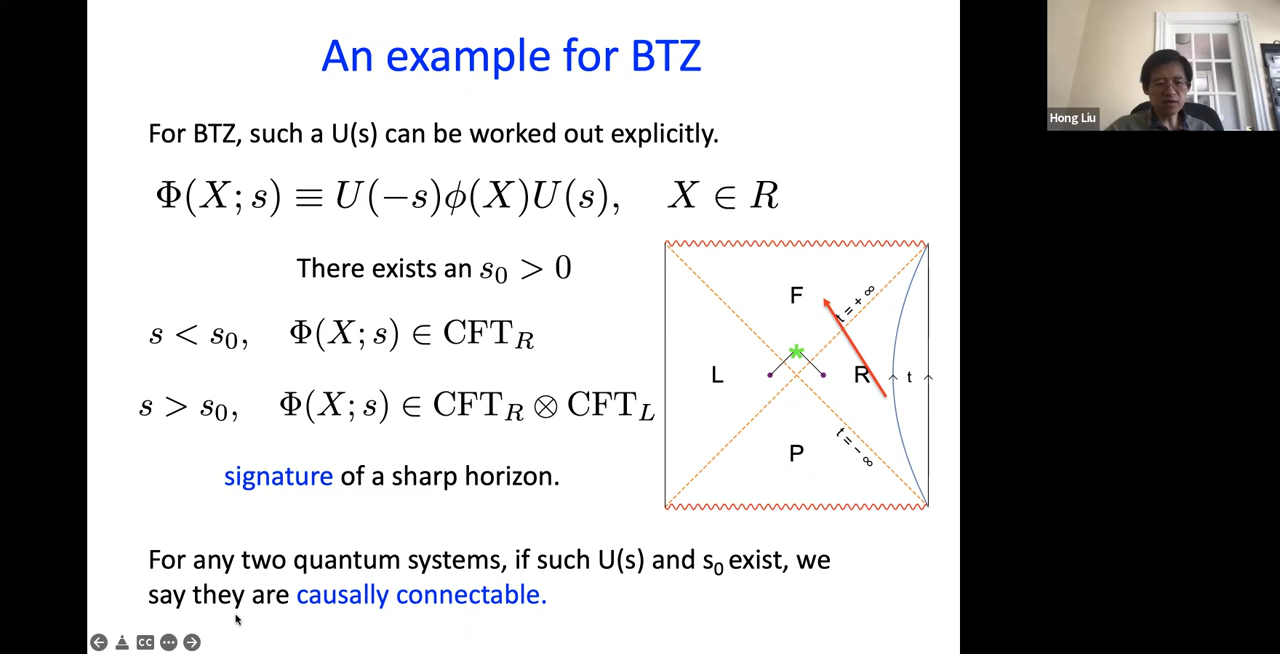 An example for BTZ
Hong Liu
For BTZ, such a U(s) can be worked out explicitly.
Φ(X; s) ≡ U(−s)ϕ(X)U(s), X ∈ R
There exists an s₀ > 0
s < s₀, Φ(X; s) ∈ CFT_R
s > s₀, Φ(X; s) ∈ CFT_R ⊗ CFT_L
signature of a sharp horizon.
F
t = + ∞
L
R
t
P
t = − ∞
For any two quantum systems, if such U(s) and s₀ exist, we
say they are causally connectable.
CC